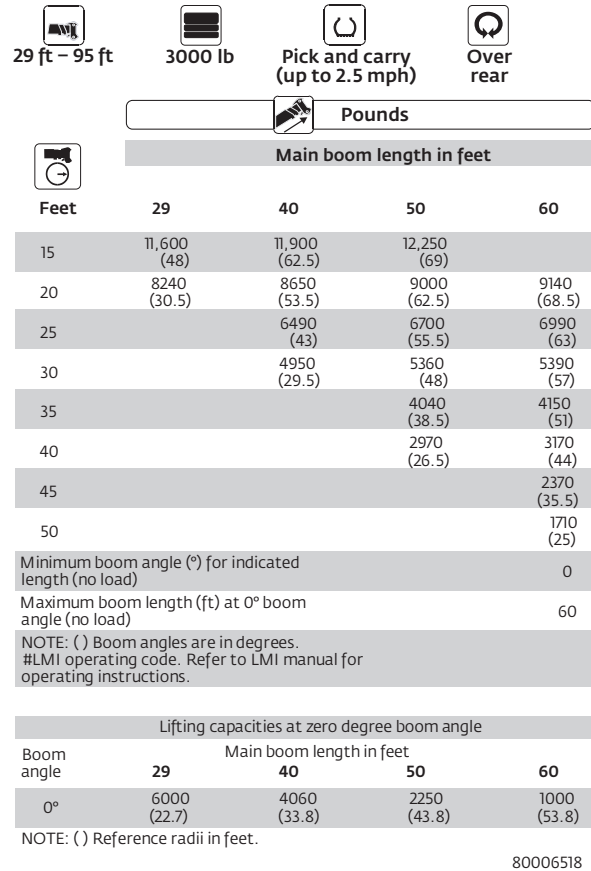 29 ft – 95 ft 3000 lb Pick and carry Over
(up to 2.5 mph) rear
Pounds
Main boom length in feet
Feet 29 40 50 60
15 11,600 11,900 12,250
(48) (62.5) (69)
20 8240 8650 9000 9140
(30.5) (53.5) (62.5) (68.5)
25 6490 6700 6990
(43) (55.5) (63)
30 4950 5360 5390
(29.5) (48) (57)
35 4040 4150
(38.5) (51)
40 2970 3170
(26.5) (44)
45 2370
(35.5)
50 1710
(25)
Minimum boom angle (°) for indicated
length (no load) 0
Maximum boom length (ft) at 0° boom
angle (no load) 60
NOTE: ( ) Boom angles are in degrees.
#LMI operating code. Refer to LMI manual for
operating instructions.
Lifting capacities at zero degree boom angle
Boom Main boom length in feet
angle 29 40 50 60
0° 6000 4060 2250 1000
(22.7) (33.8) (43.8) (53.8)
NOTE: ( ) Reference radii in feet.
80006518